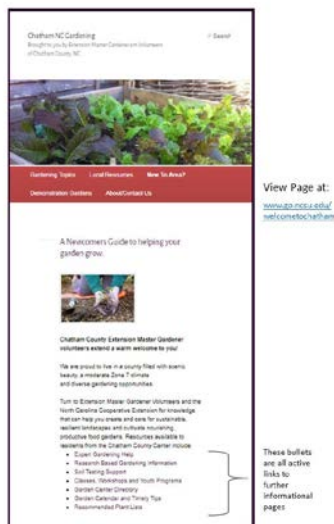 Chatham NC Gardening
Search
Brought to you by Extension Master Gardener™ Volunteers
of Chatham County, NC
Gardening Topics Local Resources New To Area?
Demonstration Gardens About/Contact Us
A Newcomers Guide to helping your
garden grow.
Chatham County Extension Master Gardener
volunteers extend a warm welcome to you!
We are proud to live in a county filled with scenic
beauty, a moderate Zone 7 climate
and diverse gardening opportunities.
Turn to Extension Master Gardener Volunteers and the
North Carolina Cooperative Extension for knowledge
that can help you create and care for sustainable,
resilient landscapes and cultivate nourishing,
productive food gardens. Resources available to
residents from the Chatham County Center include:
• Expert Gardening Help
• Research Based Gardening Information
• Soil Testing Support
• Classes, Workshops and Youth Programs
• Garden Center Directory
• Garden Calendar and Timely Tips
• Recommended Plant Lists
View Page at:
www.go.ncsu.edu/
welcometochatham
These bullets
are all active
links to
further
informational
pages